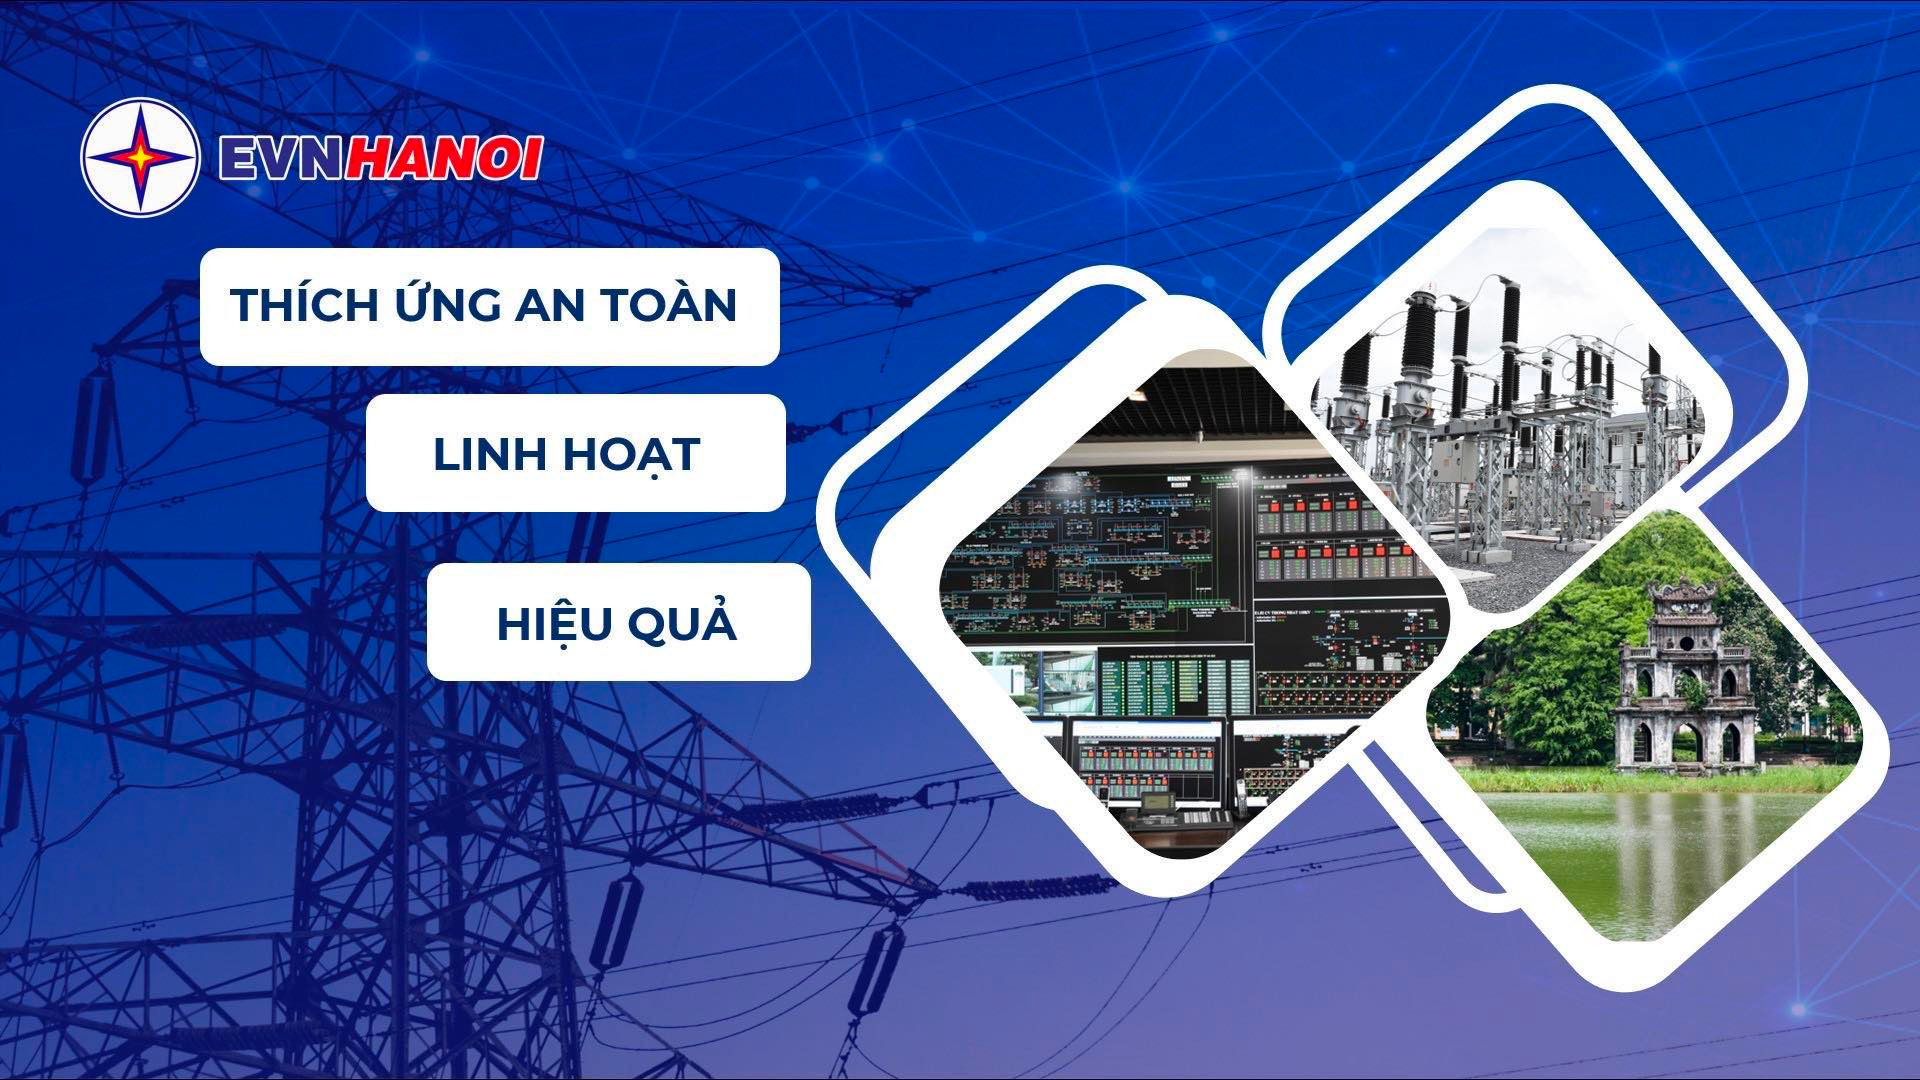 EVNHANOI
THÍCH ỨNG AN TOÀN
LINH HOẠT
HIỆU QUẢ